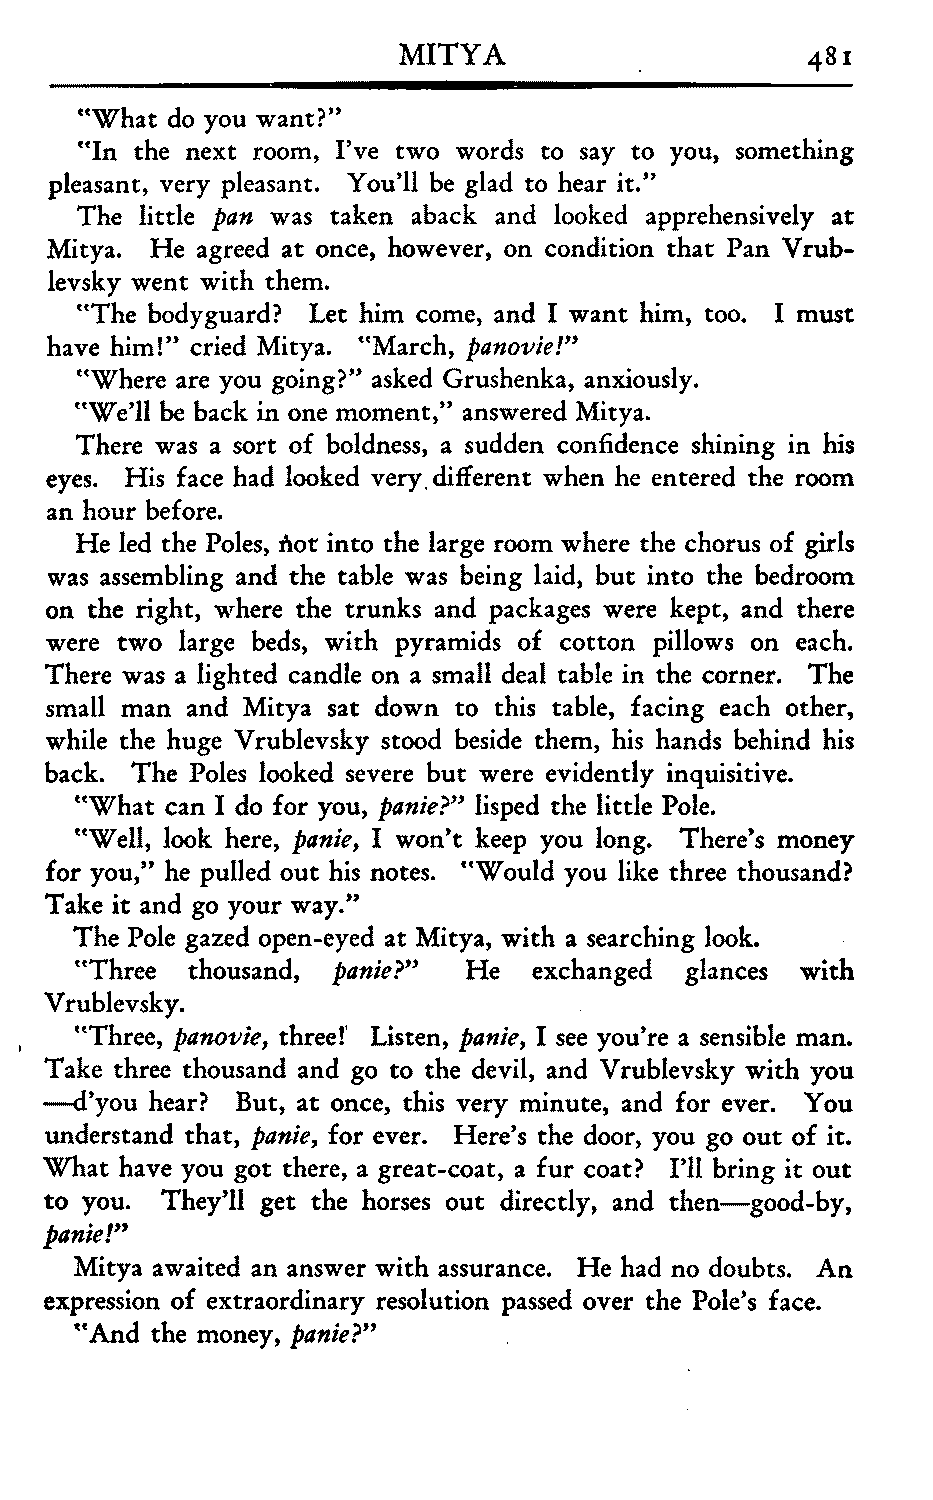 MITYA 481
"What do you want?"
"In the next room, I've two words to say to you, something
pleasant, very pleasant. You'll be glad to hear it."
The little pan was taken aback and looked apprehensively at
Mitya. He agreed at once, however, on condition that Pan Vrub-
levsky went with them.
"The bodyguard? Let him come, and I want him, too. I must
have him!" cried Mitya. "March, panovie!"
"Where are you going?" asked Grushenka, anxiously.
"We'll be back in one moment," answered Mitya.
There was a sort of boldness, a sudden confidence shining in his
eyes. His face had looked very different when he entered the room
an hour before.
He led the Poles, not into the large room where the chorus of girls
was assembling and the table was being laid, but into the bedroom
on the right, where the trunks and packages were kept, and there
were two large beds, with pyramids of cotton pillows on each.
There was a lighted candle on a small deal table in the corner. The
small man and Mitya sat down to this table, facing each other,
while the huge Vrublevsky stood beside them, his hands behind his
back. The Poles looked severe but were evidently inquisitive.
"What can I do for you, panie?" lisped the little Pole.
"Well, look here, panie, I won't keep you long. There's money
for you," he pulled out his notes. "Would you like three thousand?
Take it and go your way."
The Pole gazed open-eyed at Mitya, with a searching look.
"Three thousand, panie?" He exchanged glances with
Vrublevsky.
"Three, panovie, three! Listen, panie, I see you're a sensible man.
Take three thousand and go to the devil, and Vrublevsky with you
—d'you hear? But, at once, this very minute, and for ever. You
understand that, panie, for ever. Here's the door, you go out of it.
What have you got there, a great-coat, a fur coat? I'll bring it out
to you. They'll get the horses out directly, and then—good-by,
panie!"
Mitya awaited an answer with assurance. He had no doubts. An
expression of extraordinary resolution passed over the Pole's face.
"And the money, panie?"